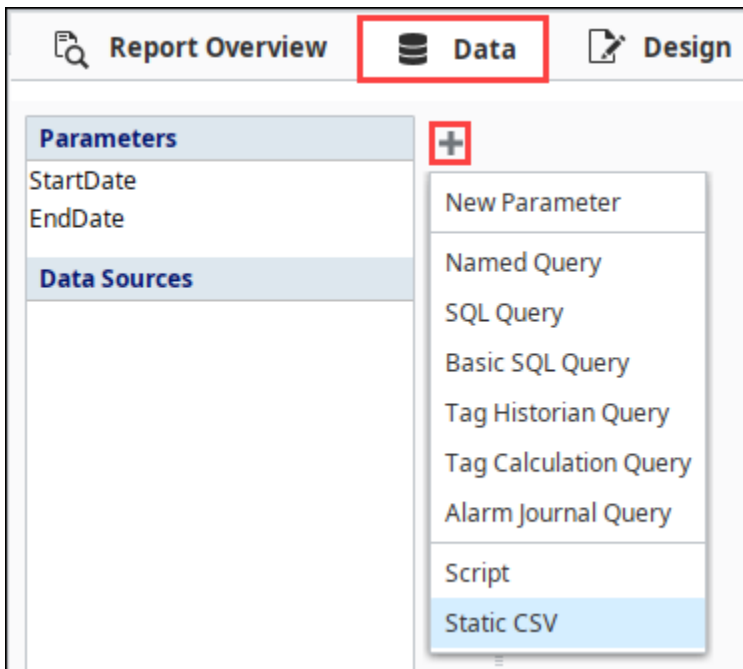 Report Overview Data Design
Parameters
StartDate
EndDate
Data Sources
New Parameter
Named Query
SQL Query
Basic SQL Query
Tag Historian Query
Tag Calculation Query
Alarm Journal Query
Script
Static CSV